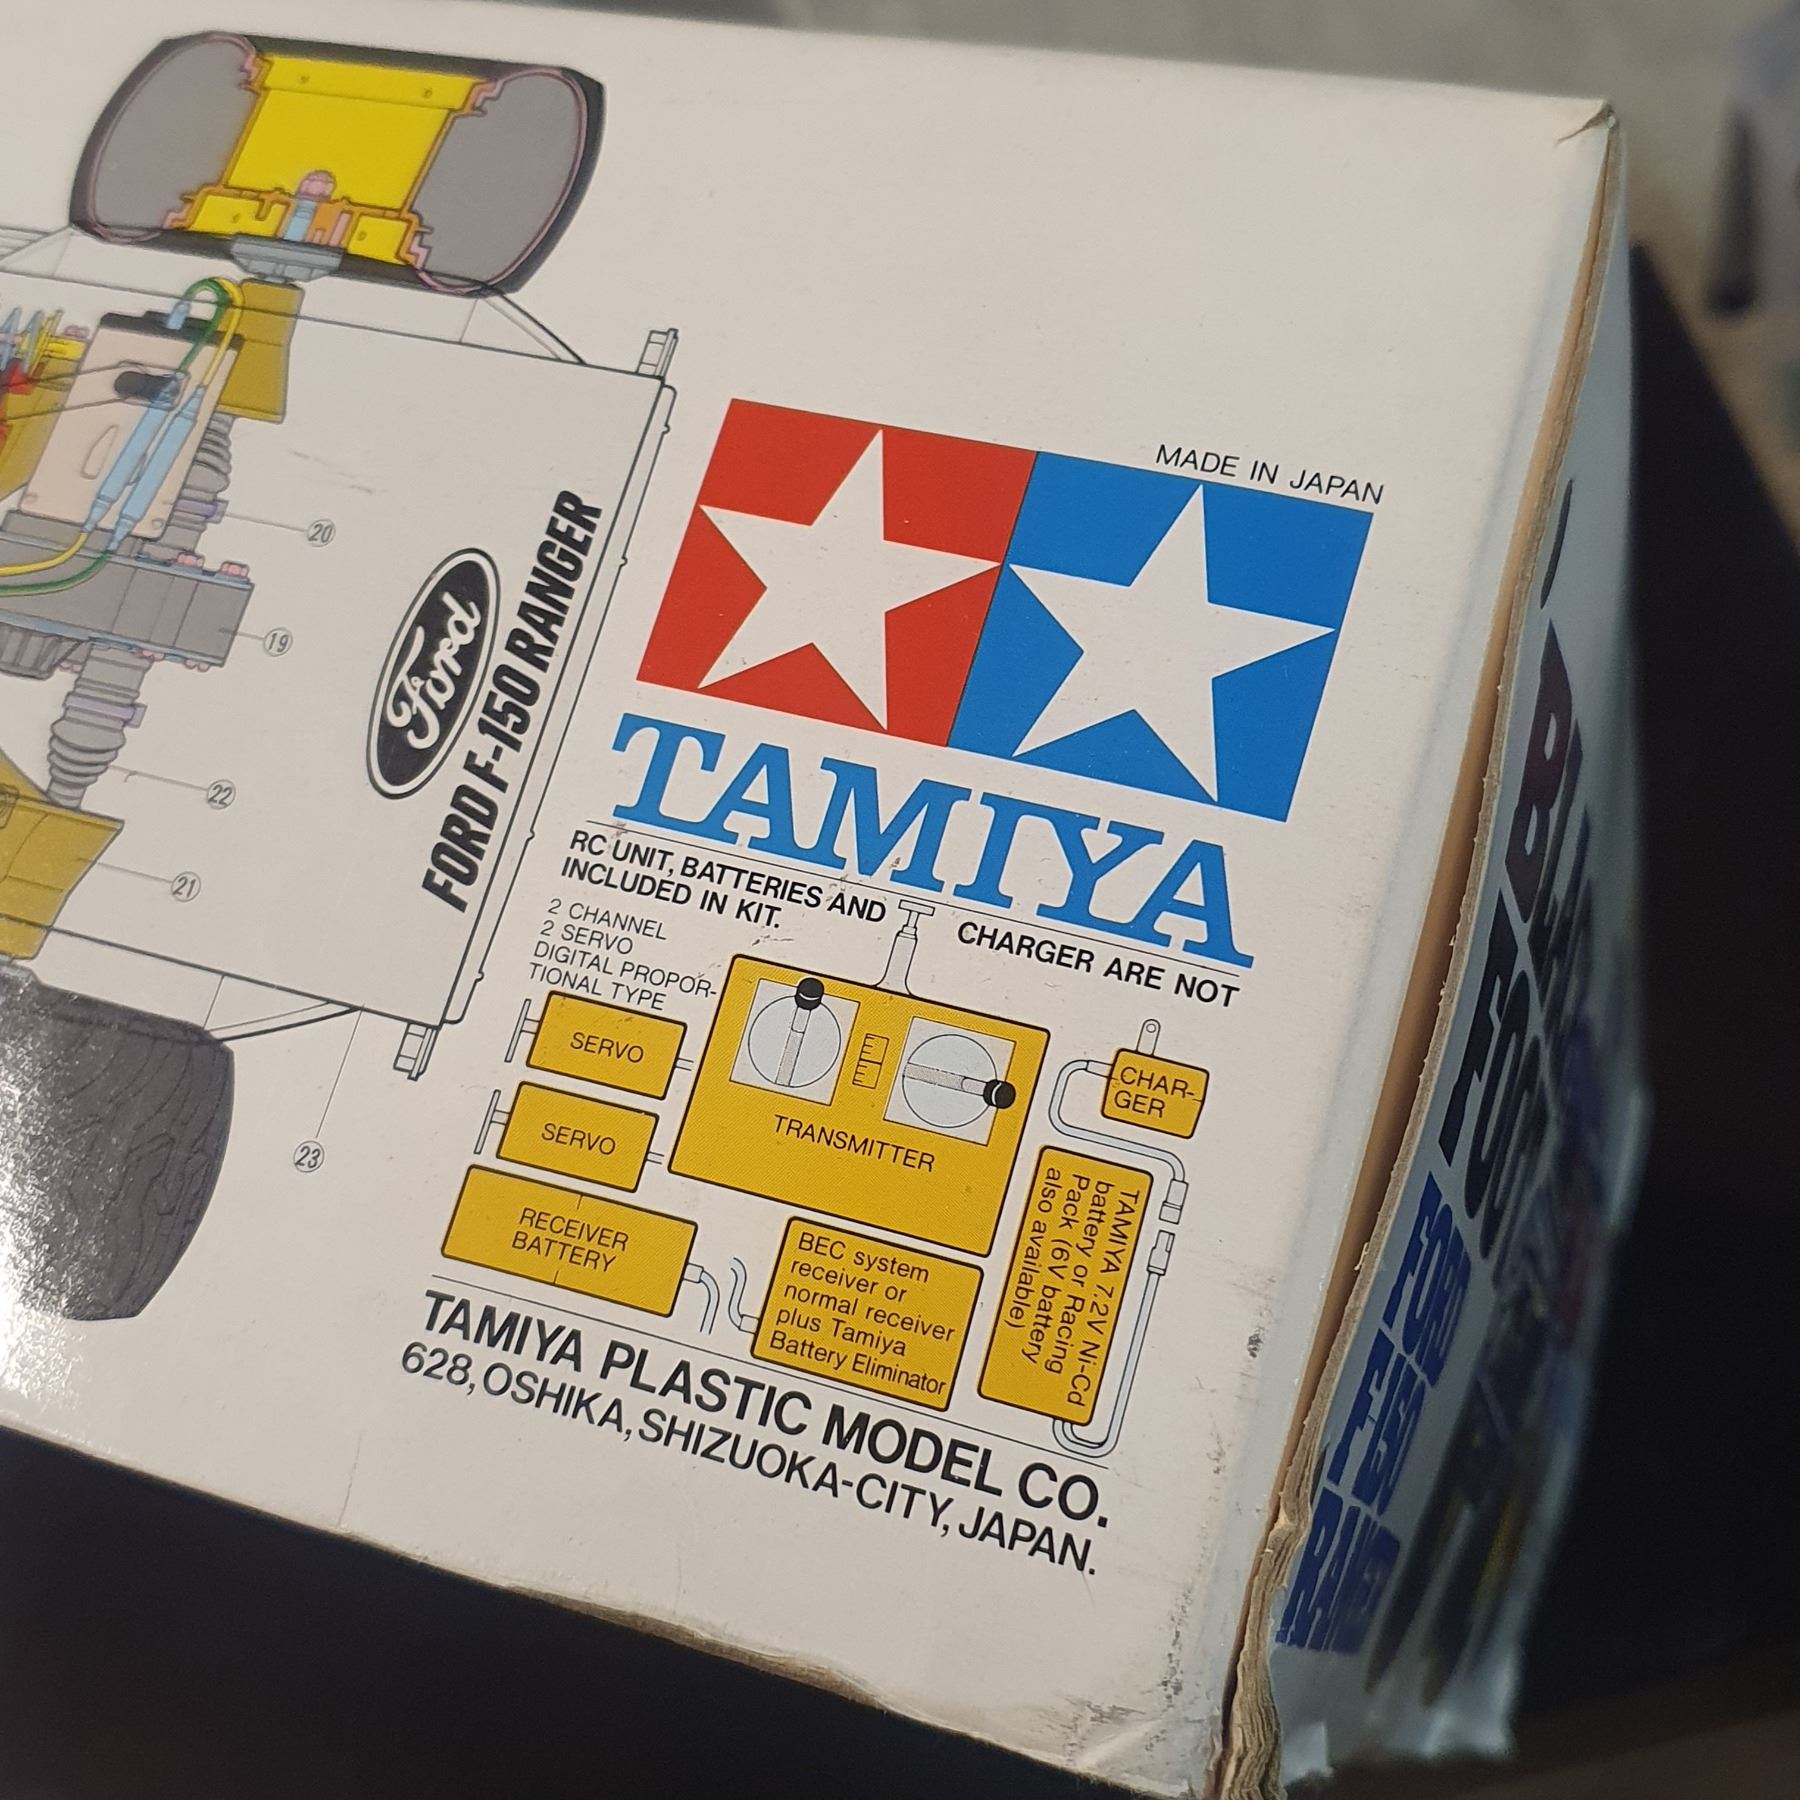 MADE IN JAPAN
20
19
22
21
23
Ford
FORD F-150 RANGER
TAMIYA
RC UNIT, BATTERIES AND CHARGER ARE NOT
INCLUDED IN KIT.
2 CHANNEL
2 SERVO
DIGITAL PROPOR-
TIONAL TYPE
SERVO
SERVO
TRANSMITTER
CHAR-
GER
RECEIVER
BATTERY
BEC system
receiver or
normal receiver
plus Tamiya
Battery Eliminator
TAMIYA 7.2V Ni-Cd
battery or Racing
Pack (6V battery
also available)
TAMIYA PLASTIC MODEL CO.
628, OSHIKA, SHIZUOKA-CITY, JAPAN.
FORD
F-150
RANGER